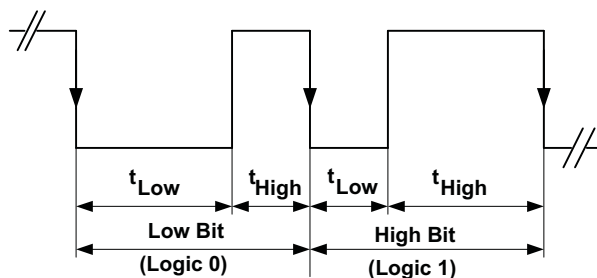 tLow tHigh tLow tHigh
Low Bit High Bit
(Logic 0) (Logic 1)